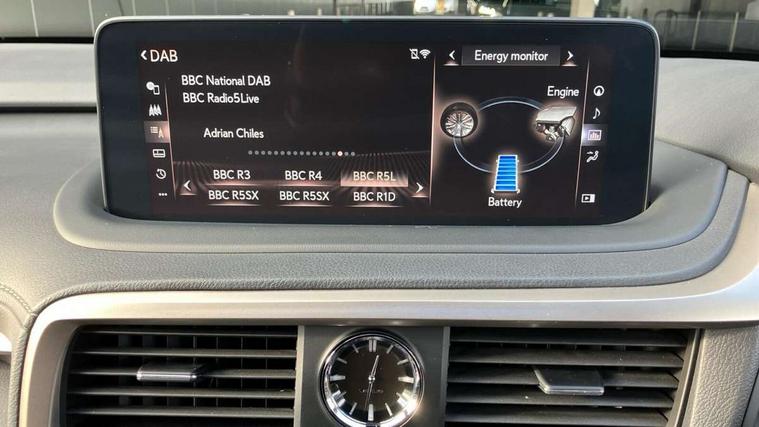 DAB
Energy monitor
BBC National DAB
BBC Radio5Live
Engine
Adrian Chiles
BBC R3 BBC R4 BBC R5L
BBC R5SX BBC R5SX BBC R1D
Battery
LEXUS